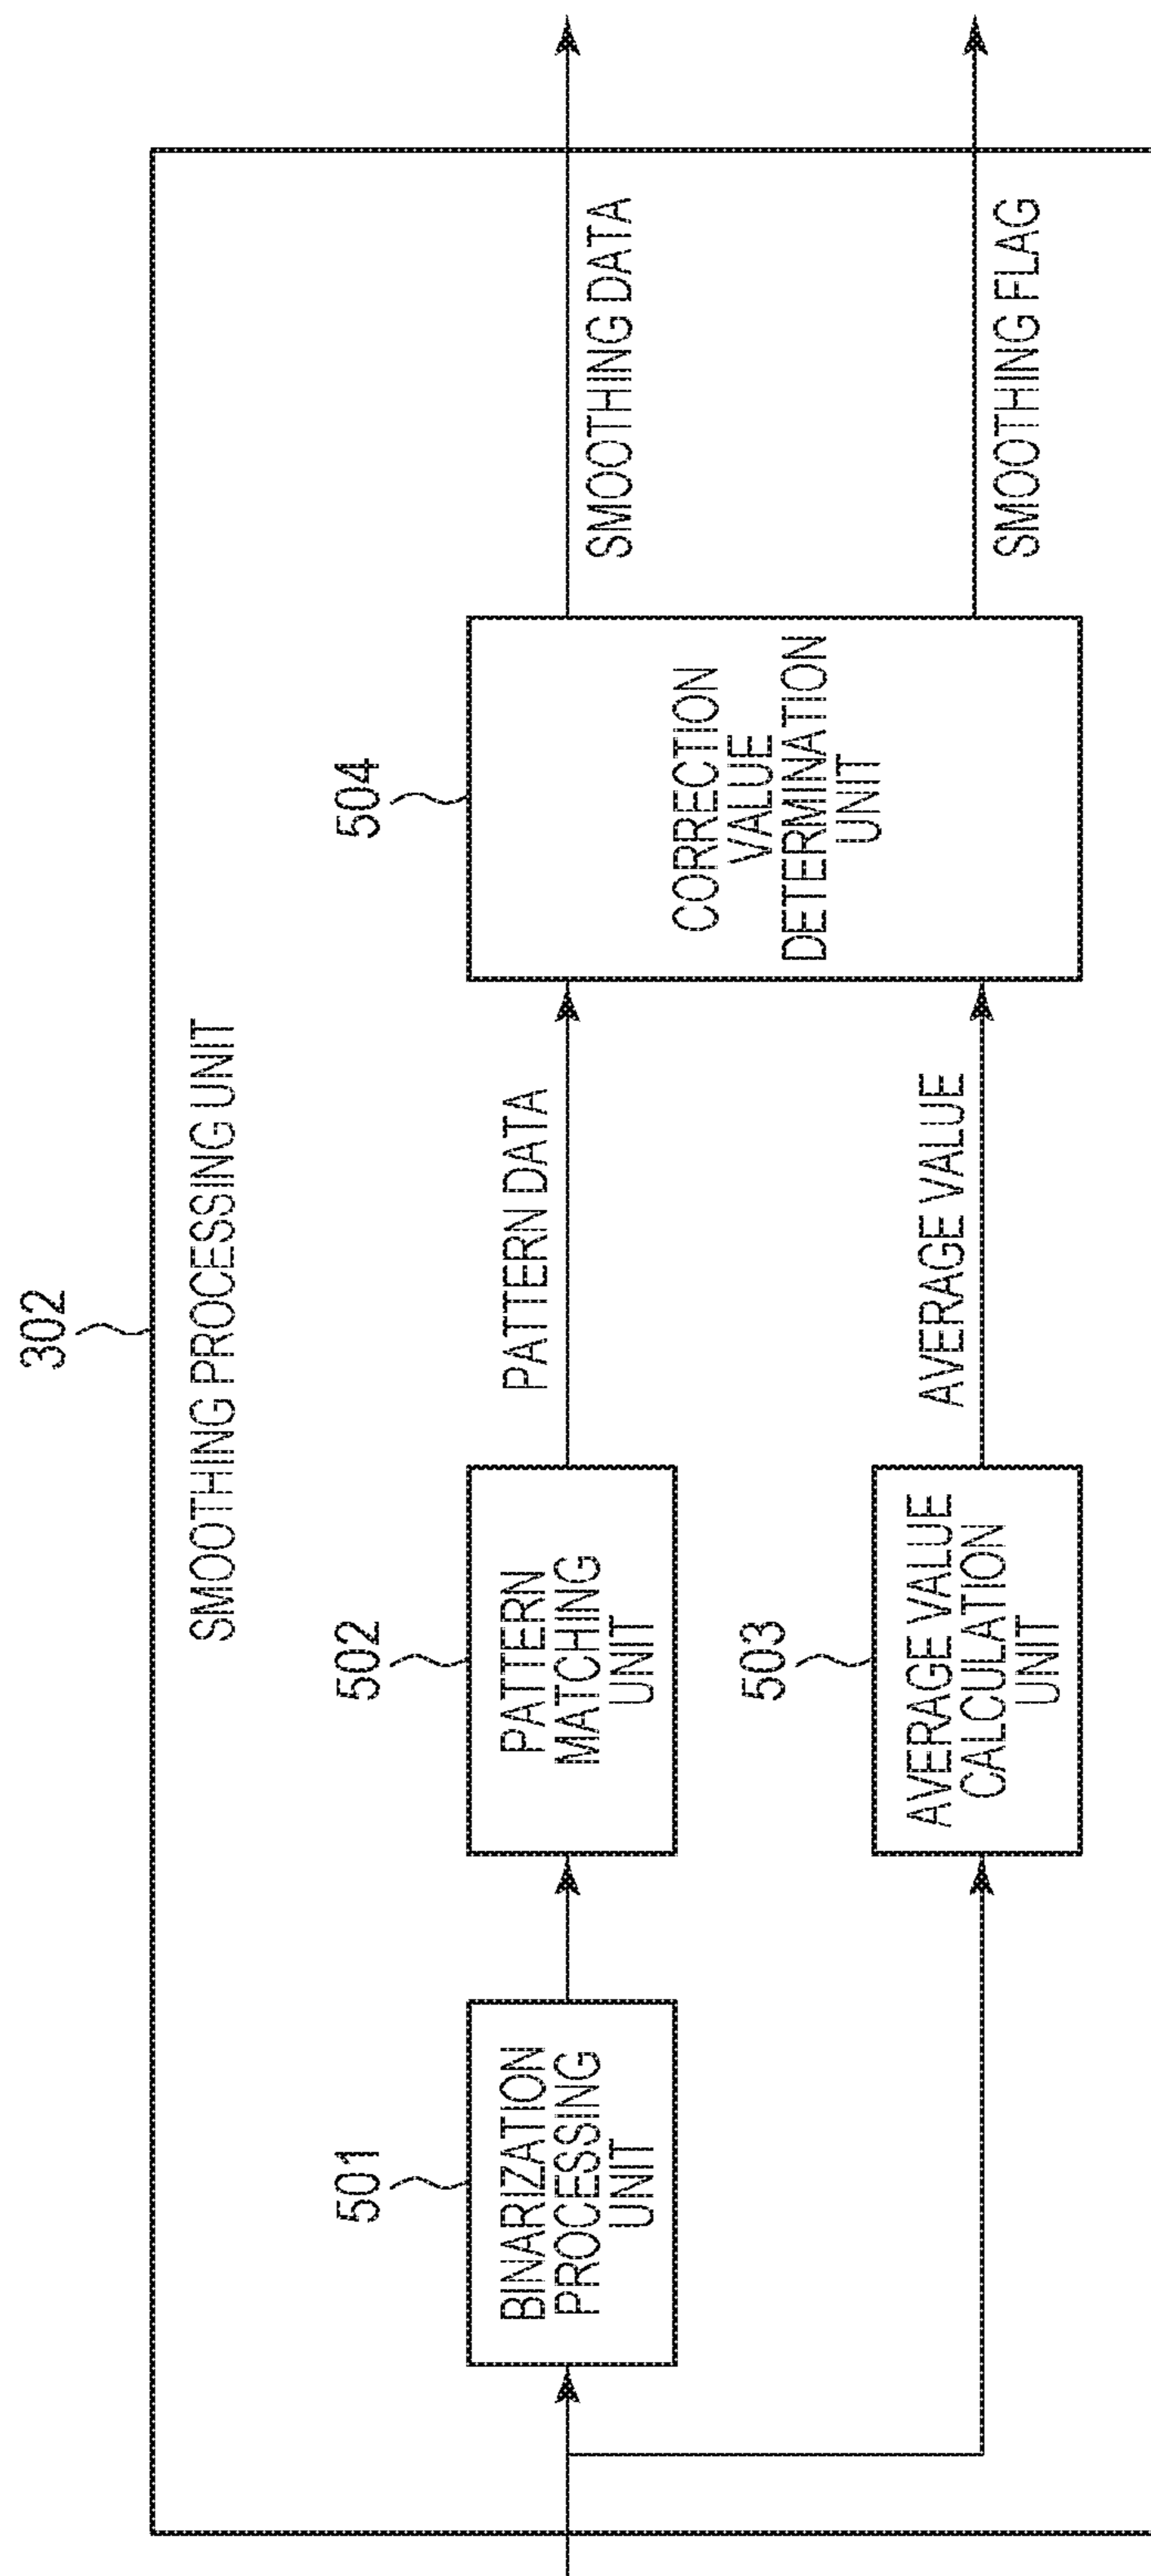 302
SMOOTHING PROCESSING UNIT
501
BINARIZATION
PROCESSING
UNIT
502
PATTERN
MATCHING
UNIT
PATTERN DATA
503
AVERAGE VALUE
CALCULATION
UNIT
AVERAGE VALUE
504
CORRECTION
VALUE
DETERMINATION
UNIT
SMOOTHING DATA
SMOOTHING FLAG